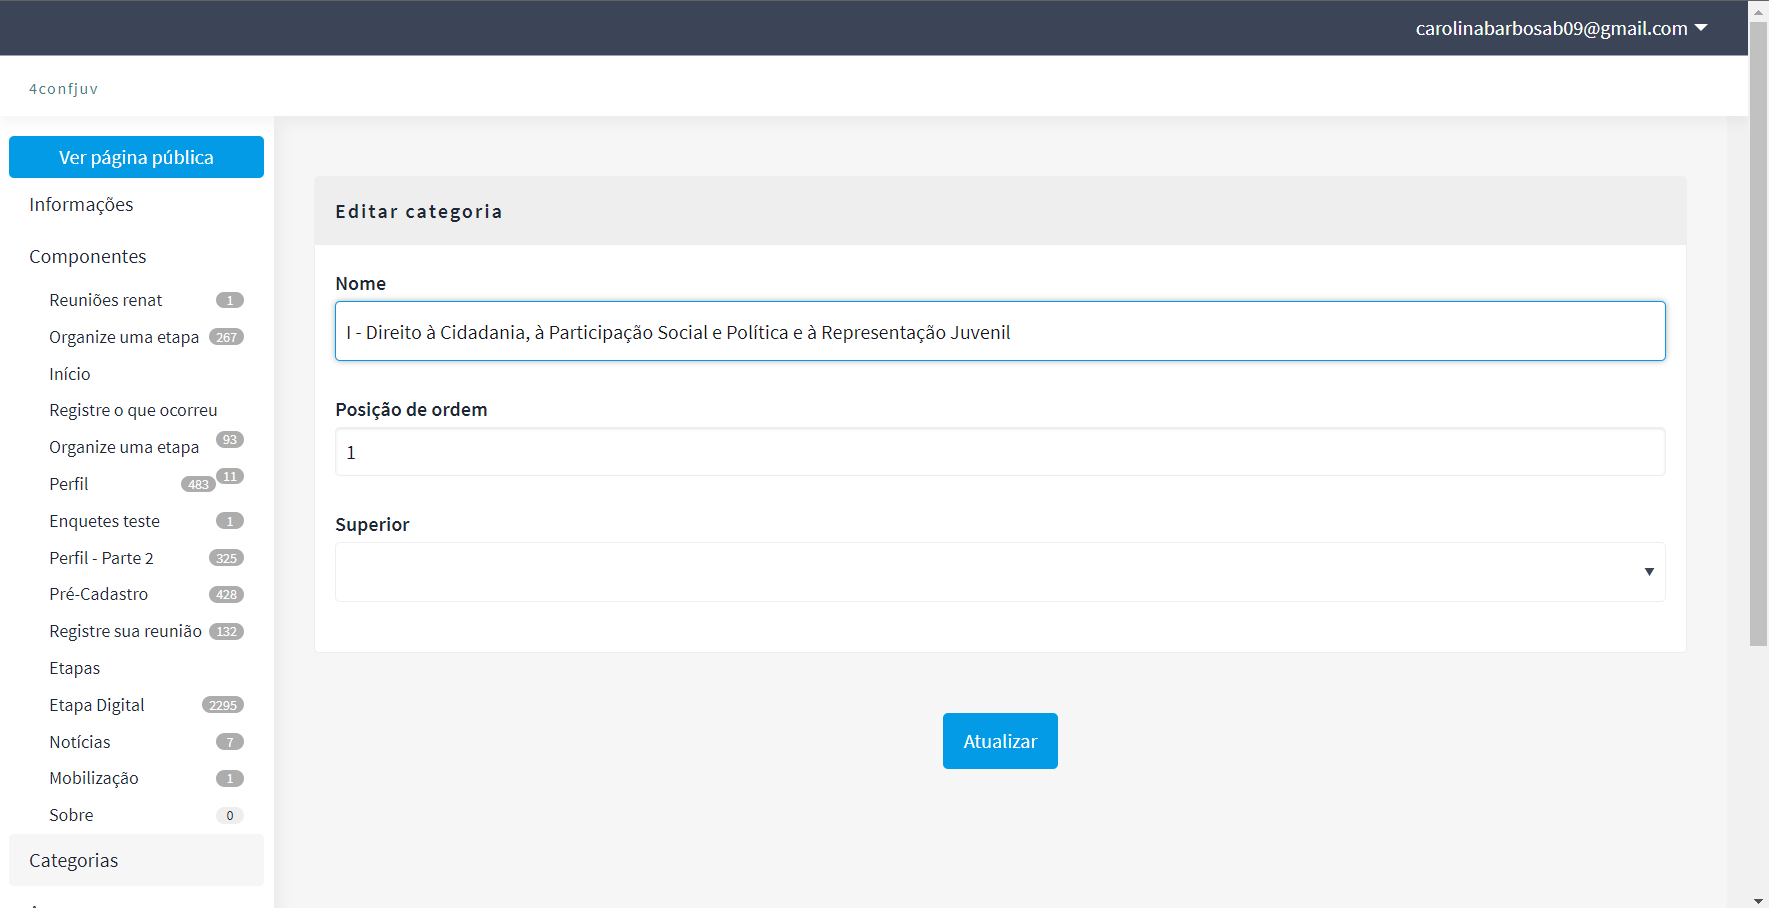 carolinabarbosab09@gmail.com
4confjuv
Ver página pública
Informações
Componentes
Reuniões renat 1
Organize uma etapa 267
Início
Registre o que ocorreu
Organize uma etapa 93
Perfil 483 11
Enquetes teste 1
Perfil - Parte 2 325
Pré-Cadastro 428
Registre sua reunião 132
Etapas
Etapa Digital 2295
Notícias 7
Mobilização 1
Sobre 0
Categorias
Editar categoria
Nome
I - Direito à Cidadania, à Participação Social e Política e à Representação Juvenil
Posição de ordem
1
Superior
Atualizar